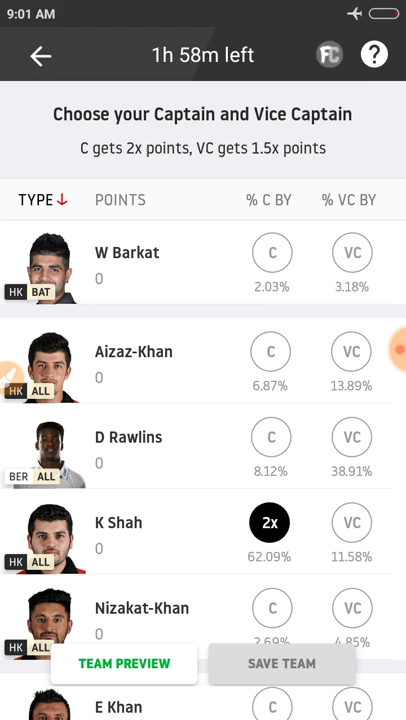 9:01 AM
1h 58m left
FC
?
Choose your Captain and Vice Captain
C gets 2x points, VC gets 1.5x points
TYPE POINTS % C BY % VC BY
W Barkat
0
HK BAT
C
2.03%
VC
3.18%
Aizaz-Khan
0
HK ALL
C
6.87%
VC
13.89%
D Rawlins
0
BER ALL
C
8.12%
VC
38.91%
K Shah
0
HK ALL
2x
62.09%
VC
11.58%
Nizakat-Khan
0
HK ALL
C
2.69%
VC
4.85%
TEAM PREVIEW
SAVE TEAM
E Khan
C
VC